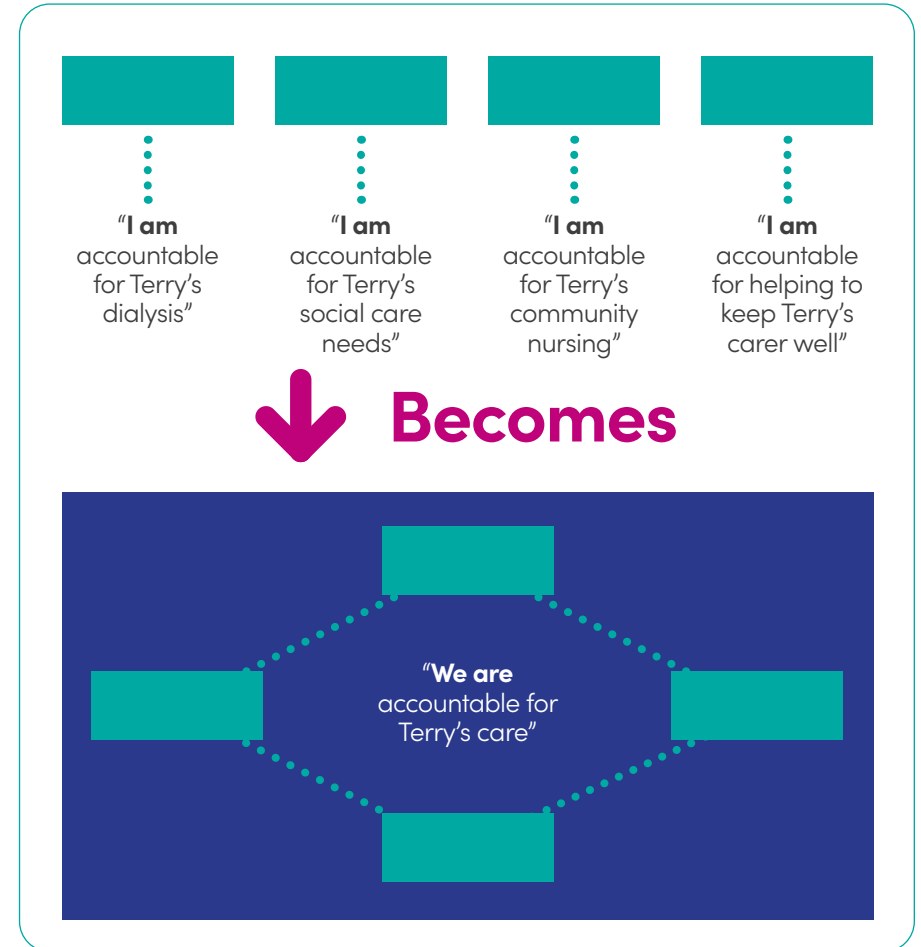 “I am
accountable
for Terry’s
dialysis”
“I am
accountable
for Terry’s
social care
needs”
“I am
accountable
for Terry’s
community
nursing”
“I am
accountable
for helping to
keep Terry’s
carer well”
Becomes
“We are
accountable for
Terry’s care”